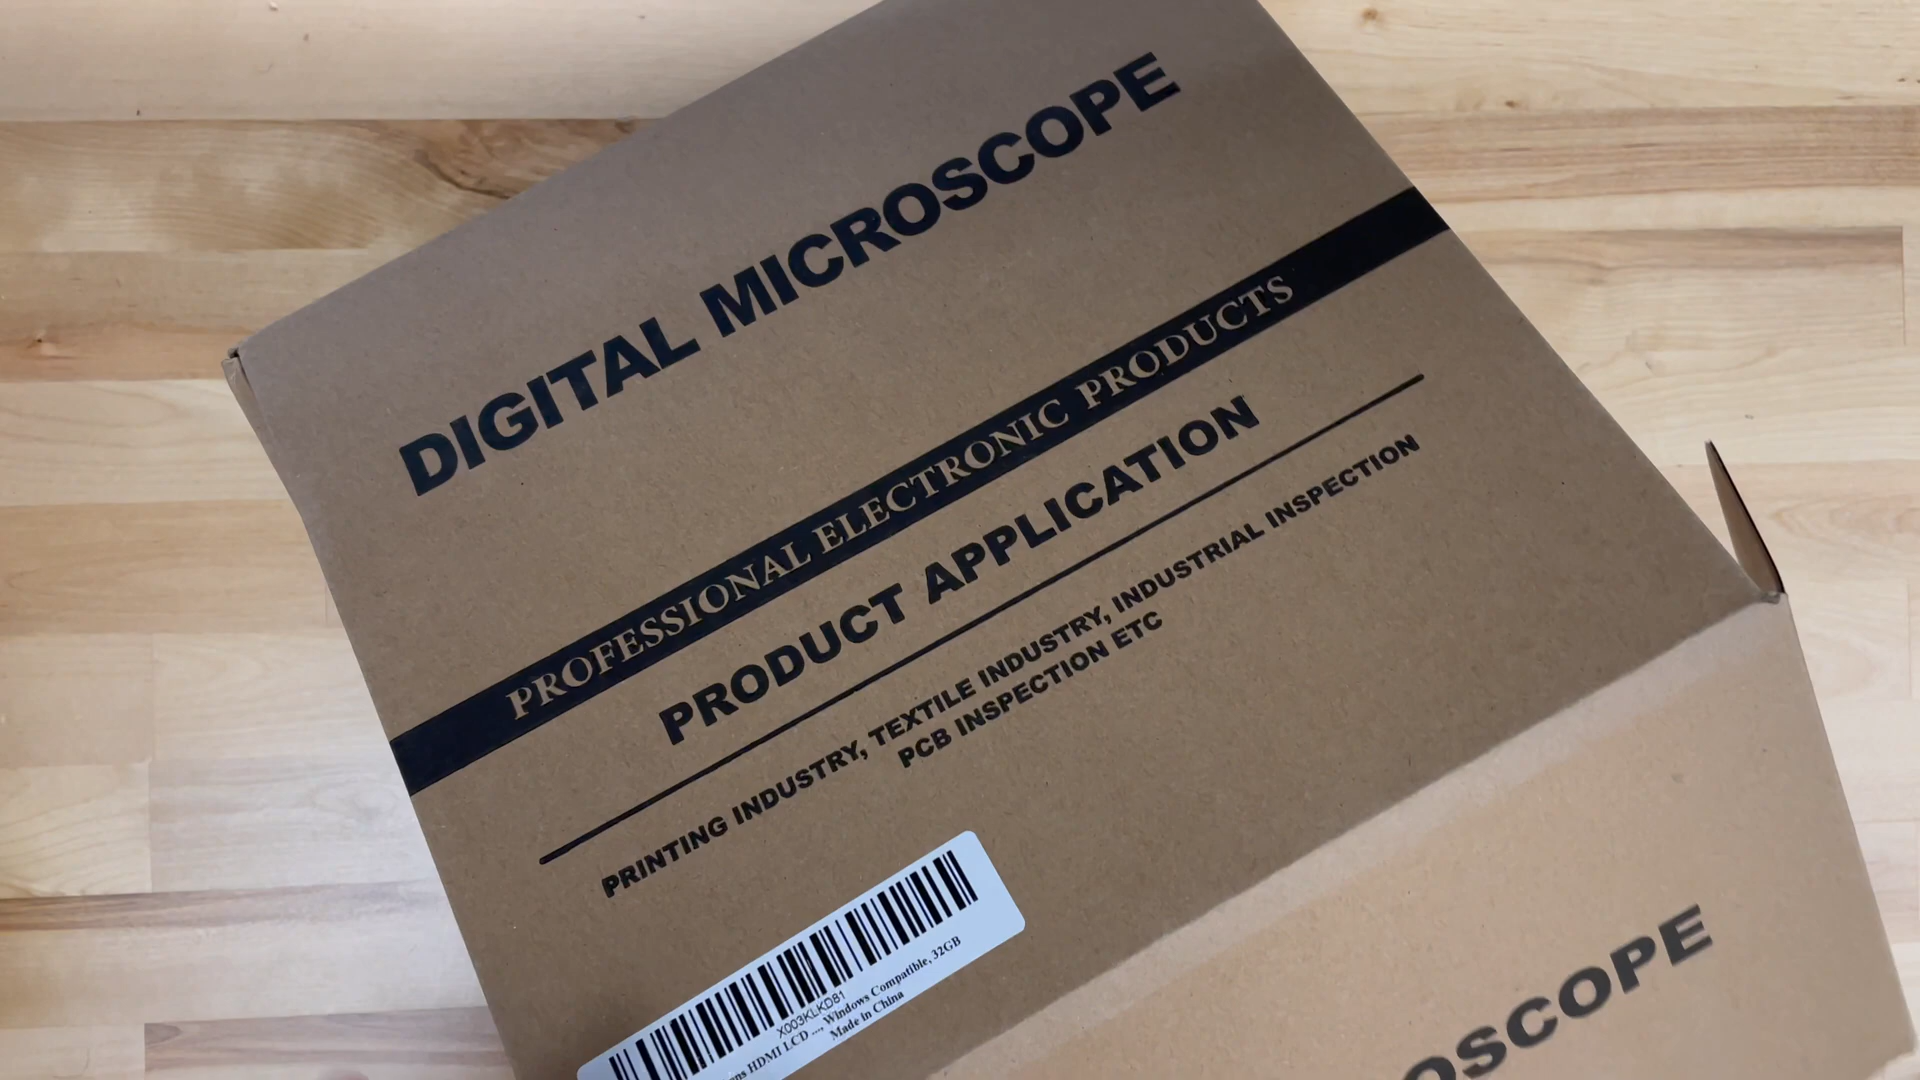 DIGITAL MICROSCOPE
PROFESSIONAL ELECTRONIC PRODUCTS
PRODUCT APPLICATION
PRINTING INDUSTRY, TEXTILE INDUSTRY, INDUSTRIAL INSPECTION
PCB INSPECTION ETC
X003KLKD81
HDMI LCD ..., Windows Compatible, 32GB
Made in China
OSCOPE